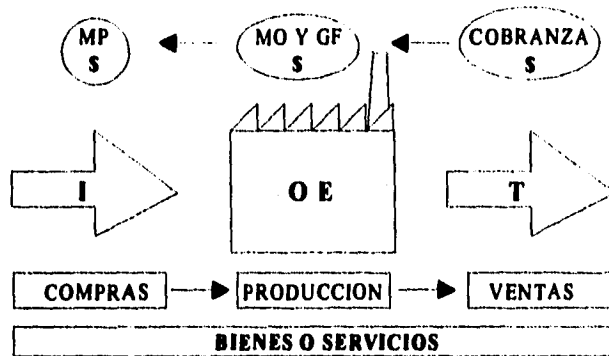 MP
$
MO Y GF
$
COBRANZA
$
I
O E
T
COMPRAS
PRODUCCION
VENTAS
BIENES O SERVICIOS